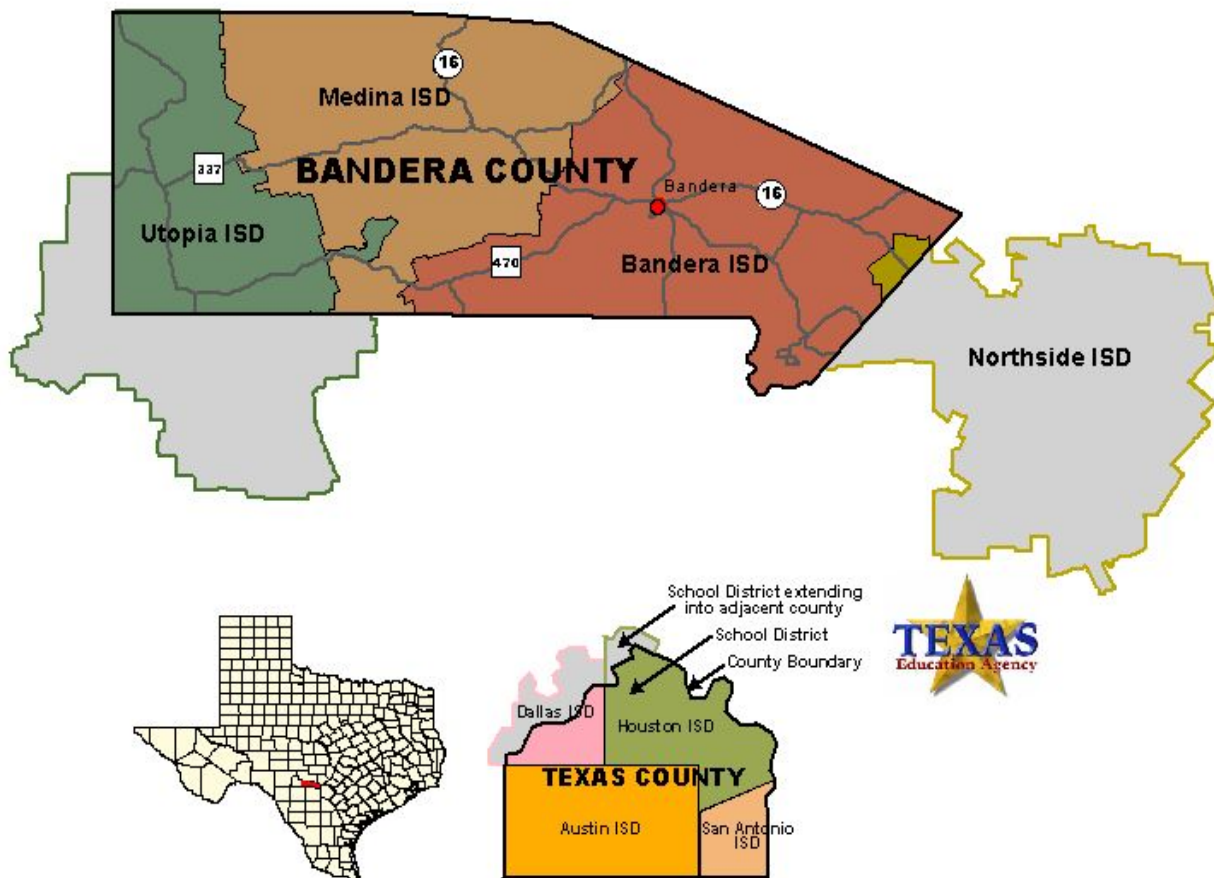 16
Medina ISD
337
BANDERA COUNTY
Bandera
16
Utopia ISD
470
Bandera ISD
Northside ISD
School District extending
into adjacent county
School District
County Boundary
TEXAS
Education Agency
Dallas ISD
Houston ISD
TEXAS COUNTY
Austin ISD
San Antonio
ISD